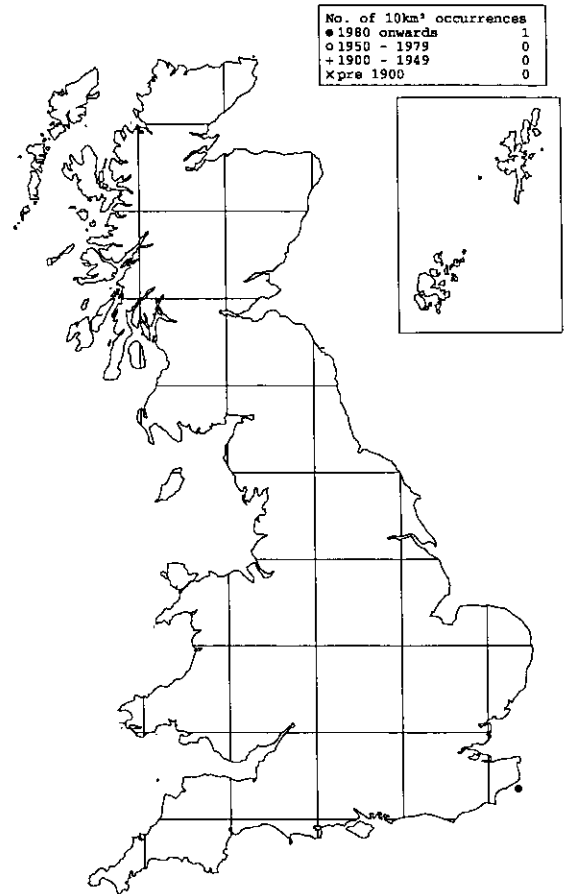 No. of 10km² occurrences
● 1980 onwards 1
o 1950 - 1979 0
+ 1900 - 1949 0
x pre 1900 0